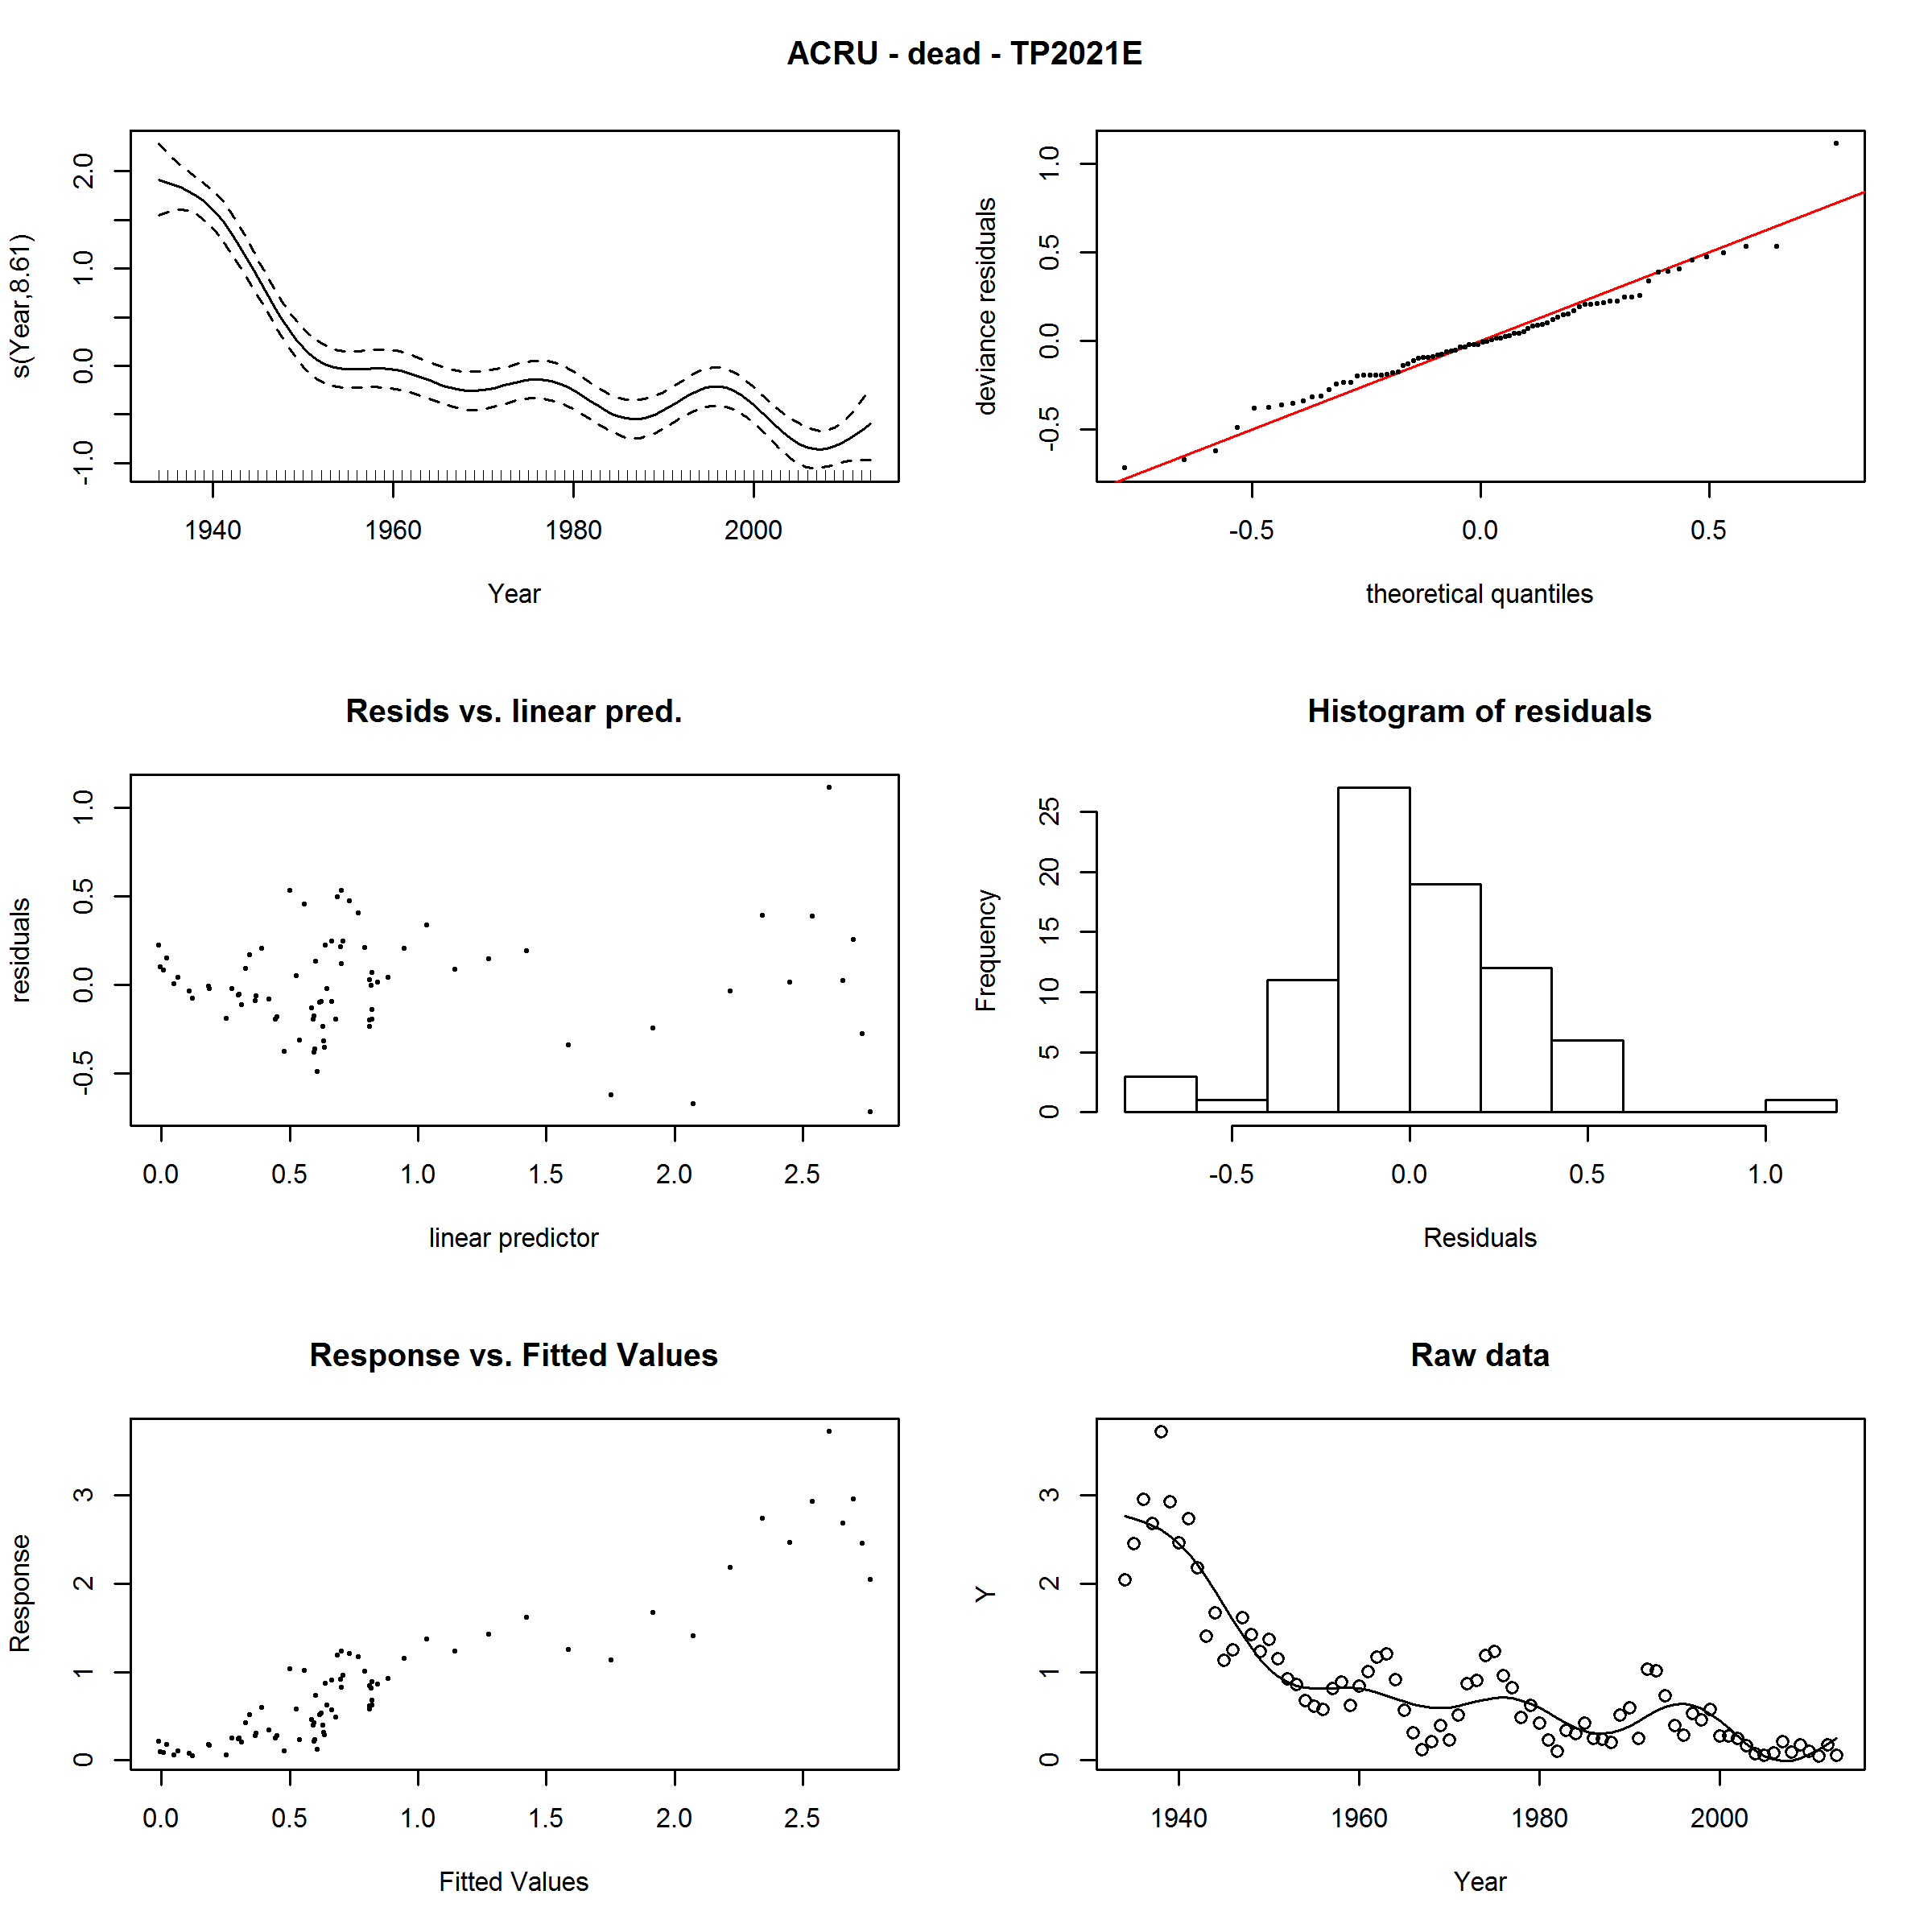 ACRU - dead - TP2021E
s(Year,8.61)
-1.0 0.0 1.0 2.0
1940 1960 1980 2000
Year
deviance residuals
-0.5 0.0 0.5 1.0
-0.5 0.0 0.5
theoretical quantiles
Resids vs. linear pred.
residuals
-0.5 0.0 0.5 1.0
0.0 0.5 1.0 1.5 2.0 2.5
linear predictor
Histogram of residuals
Frequency
0 5 10 15 20 25
-0.5 0.0 0.5 1.0
Residuals
Response vs. Fitted Values
Response
0 1 2 3
0.0 0.5 1.0 1.5 2.0 2.5
Fitted Values
Raw data
Y
0 1 2 3
1940 1960 1980 2000
Year